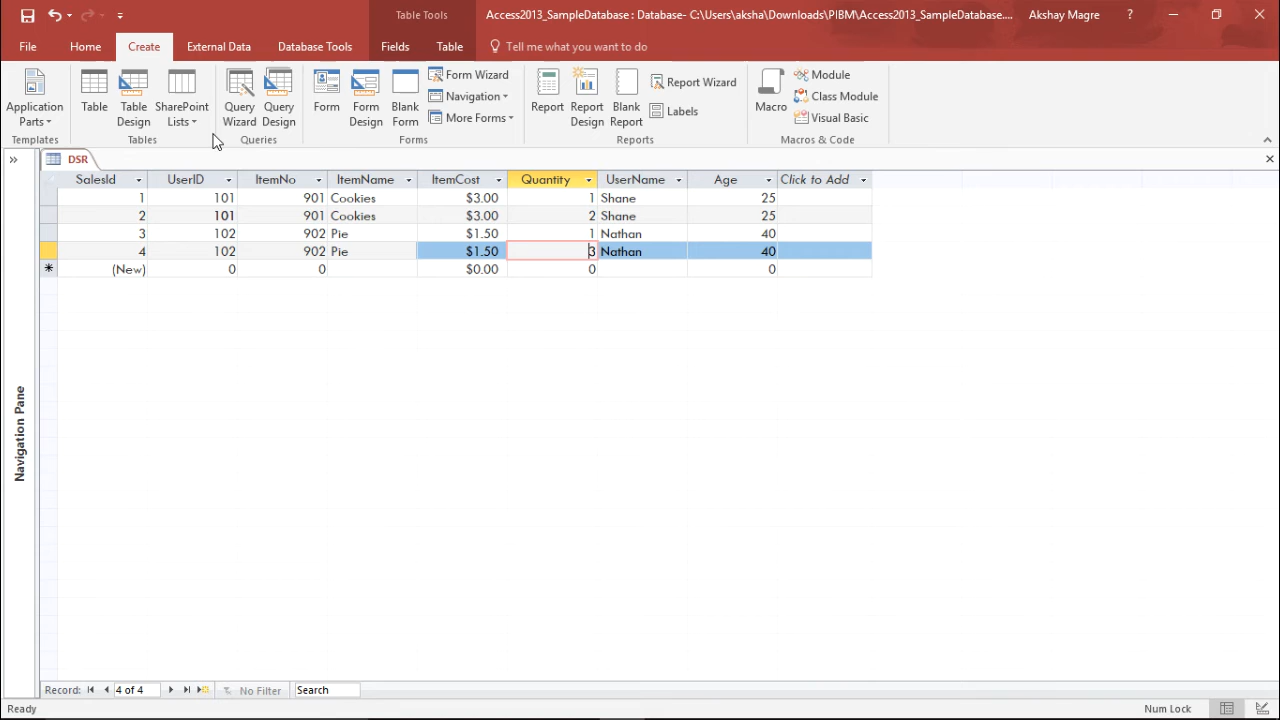 Table Tools
Access2013_SampleDatabase : Database- C:\Users\aksha\Downloads\PIBM\Access2013_SampleDatabase....
Akshay Magre
?
File
Home
Create
External Data
Database Tools
Fields
Table
Tell me what you want to do
Application Parts
Table
Table Design
SharePoint Lists
Query Wizard
Query Design
Form
Form Design
Blank Form
Form Wizard
Navigation
More Forms
Report
Report Design
Blank Report
Report Wizard
Labels
Macro
Module
Class Module
Visual Basic
Templates
Tables
Queries
Forms
Reports
Macros & Code
DSR
SalesId UserID ItemNo ItemName ItemCost Quantity UserName Age Click to Add
1 101 901 Cookies $3.00 1 Shane 25
2 101 901 Cookies $3.00 2 Shane 25
3 102 902 Pie $1.50 1 Nathan 40
4 102 902 Pie $1.50 3 Nathan 40
(New) 0 0 $0.00 0 0
Navigation Pane
Record: 4 of 4 No Filter Search
Ready
Num Lock